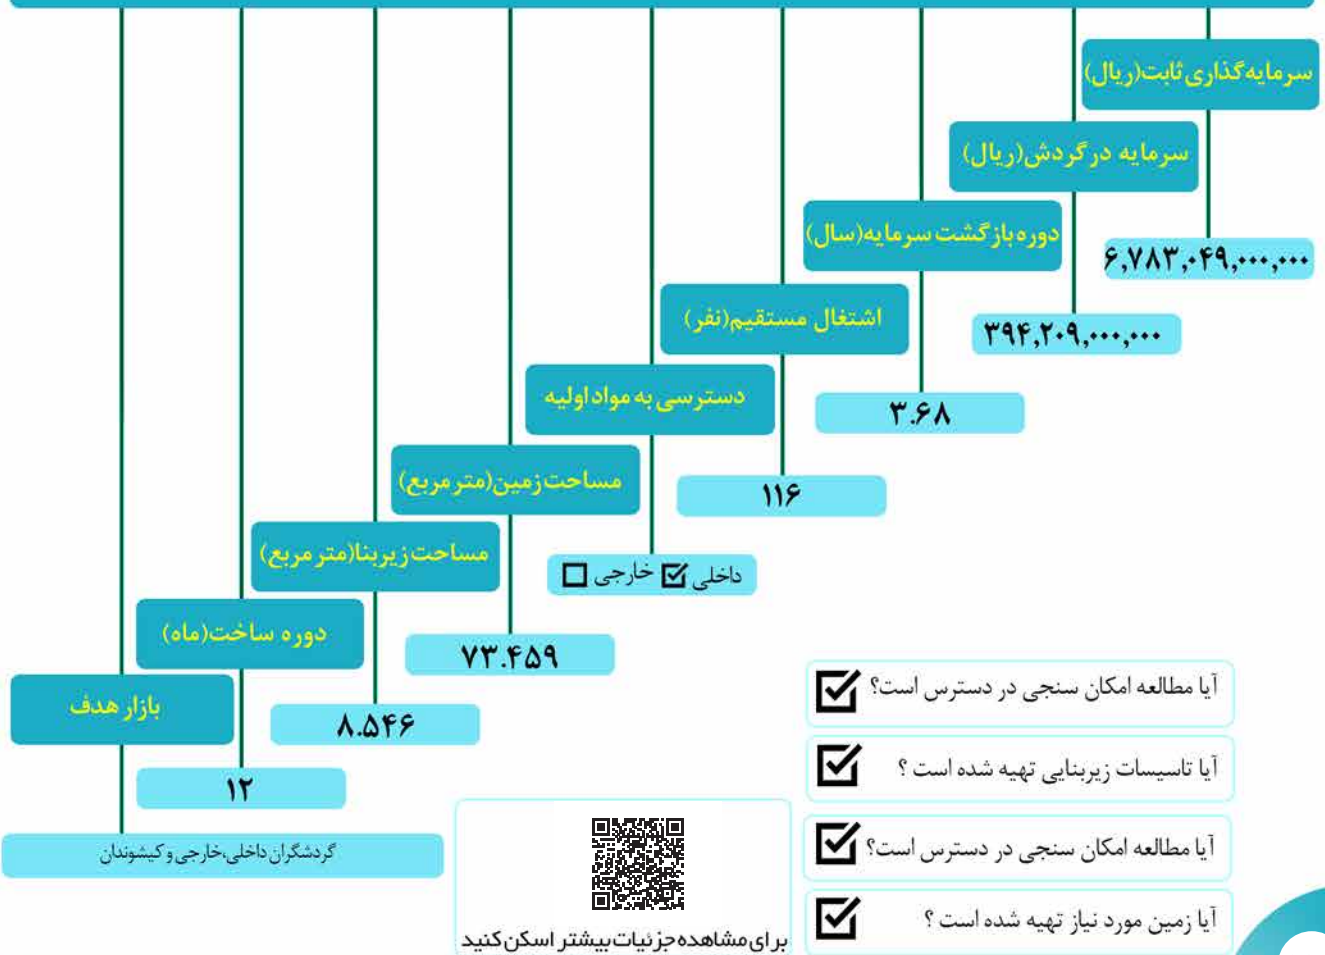 سرمایه‌گذاری ثابت(ریال)
۶,۷۸۳,۰۴۹,۰۰۰,۰۰۰
سرمایه در گردش(ریال)
۳۹۴,۲۰۹,۰۰۰,۰۰۰
دوره بازگشت سرمایه(سال)
۳.۶۸
اشتغال مستقیم(نفر)
۱۱۶
دسترسی به مواد اولیه
داخلی ☑ خارجی ☐
مساحت زمین(متر مربع)
۷۳.۴۵۹
مساحت زیربنا(متر مربع)
۸.۵۴۶
دوره ساخت(ماه)
۱۲
بازار هدف
گردشگران داخلی،خارجی و کیشوندان
آیا مطالعه امکان سنجی در دسترس است؟ ☑
آیا تاسیسات زیربنایی تهیه شده است ؟ ☑
آیا مطالعه امکان سنجی در دسترس است؟ ☑
آیا زمین مورد نیاز تهیه شده است ؟ ☑
برای مشاهده جزئیات بیشتر اسکن کنید